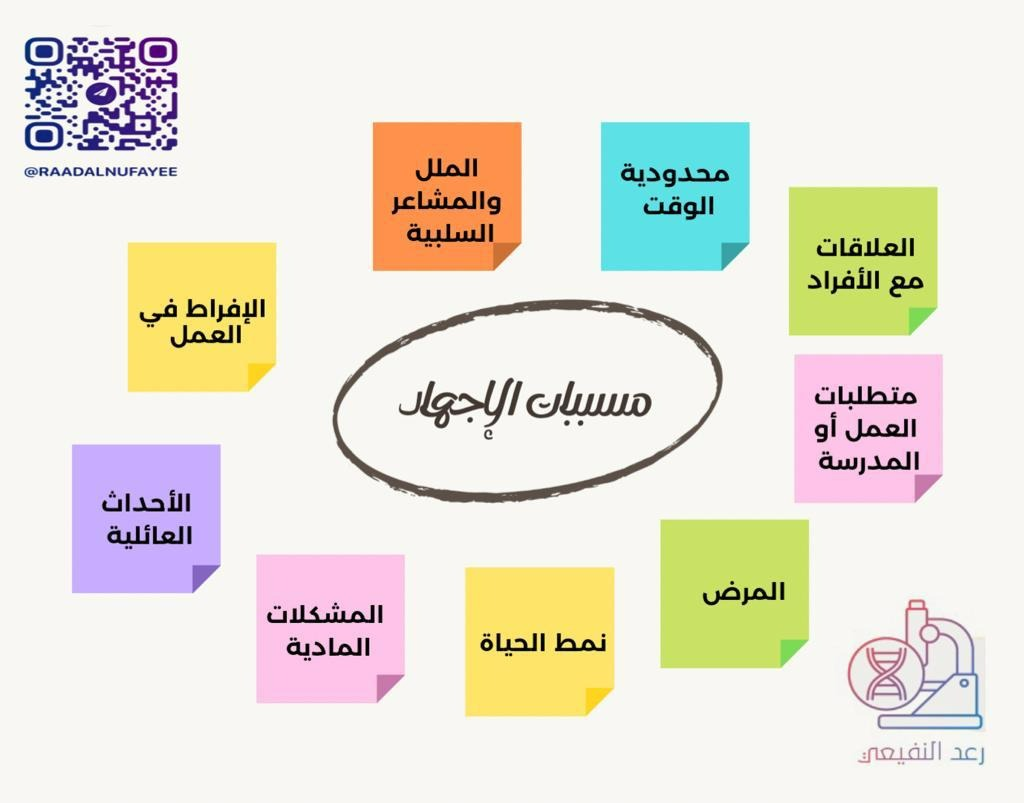 @RAADALNUFAYEE
محدودية
الوقت
الملل
والمشاعر
السلبية
العلاقات
مع الأفراد
الإفراط في
العمل
مسببات الإجهاد
متطلبات
العمل أو
المدرسة
الأحداث
العائلية
المرض
المشكلات
المادية
نمط الحياة
رعد النفيعي